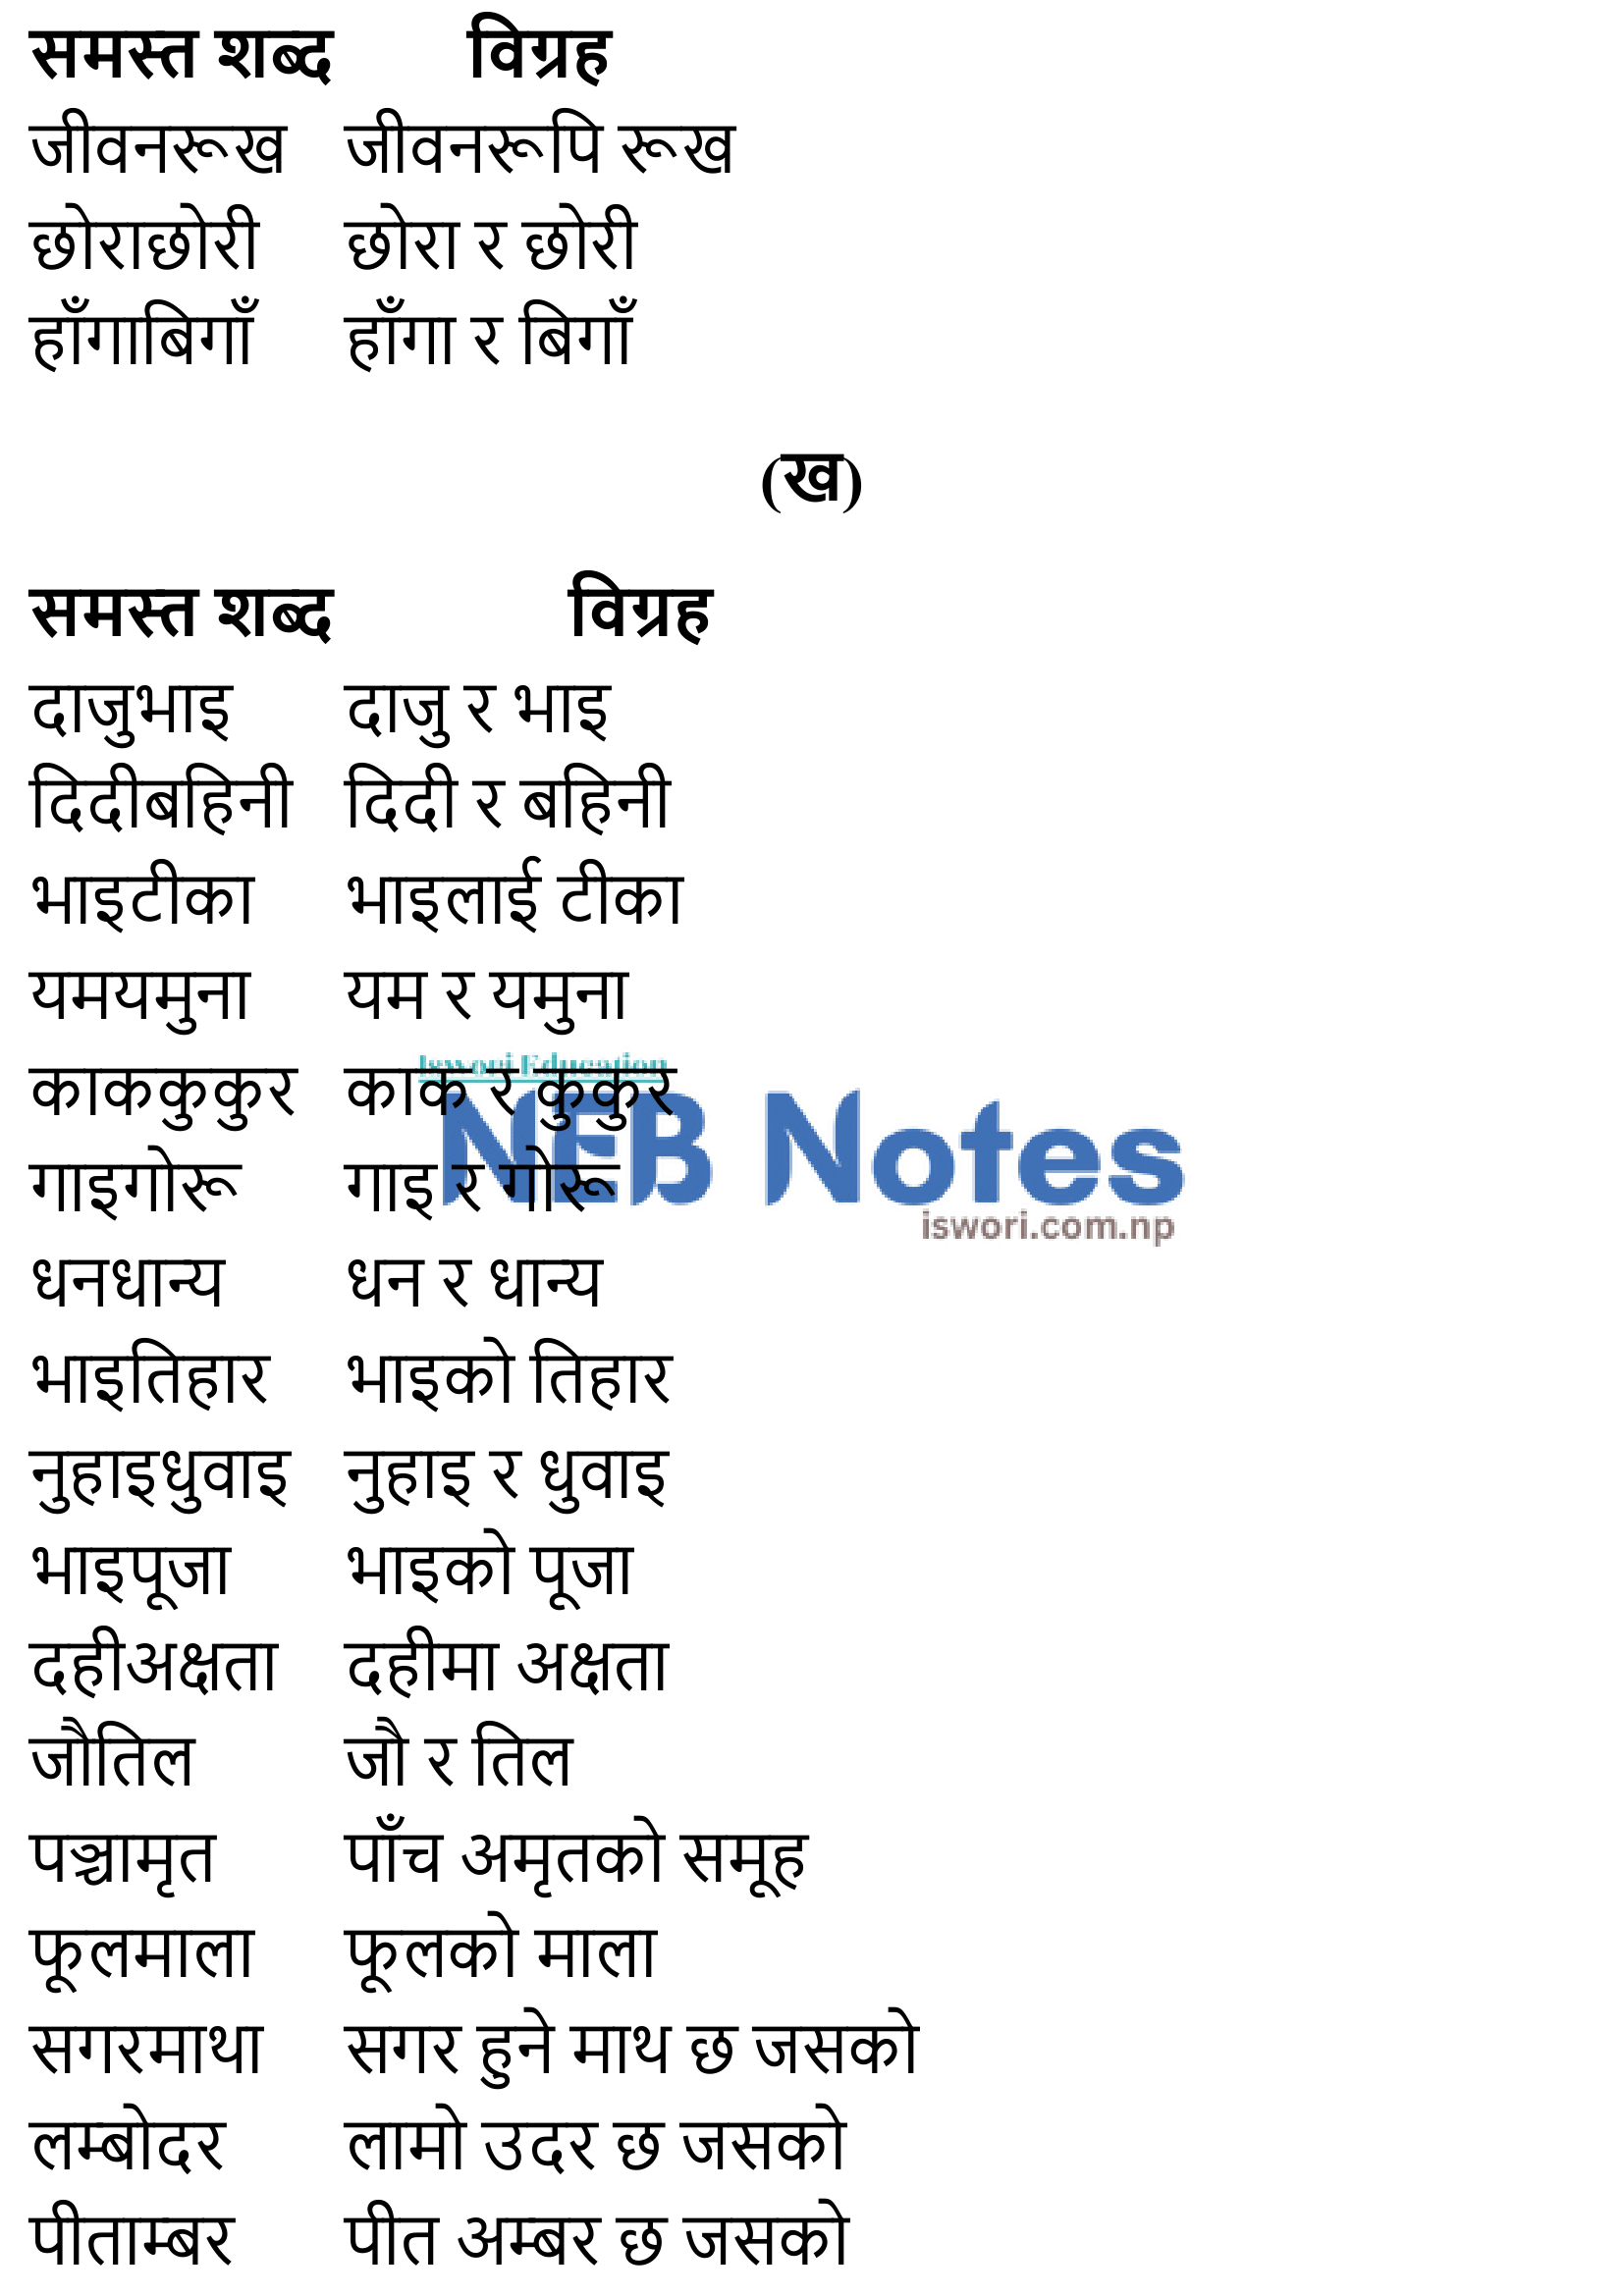 समस्त शब्द विग्रह
जीवनरूख जीवनरूपि रूख
छोराछोरी छोरा र छोरी
हाँगाबिगाँ हाँगा र बिगाँ
(ख)
समस्त शब्द विग्रह
दाजुभाइ दाजु र भाइ
दिदीबहिनी दिदी र बहिनी
भाइटीका भाइलाई टीका
यमयमुना यम र यमुना
Iswori Education
काककुकुर काक र कुकुर
NEB Notes
गाइगोरू गाइ र गोरू
iswori.com.np
धनधान्य धन र धान्य
भाइतिहार भाइको तिहार
नुहाइधुवाइ नुहाइ र धुवाइ
भाइपूजा भाइको पूजा
दहीअक्षता दहीमा अक्षता
जौतिल जौ र तिल
पञ्चामृत पाँच अमृतको समूह
फूलमाला फूलको माला
सगरमाथा सगर हुने माथ छ जसको
लम्बोदर लामो उदर छ जसको
पीताम्बर पीत अम्बर छ जसको